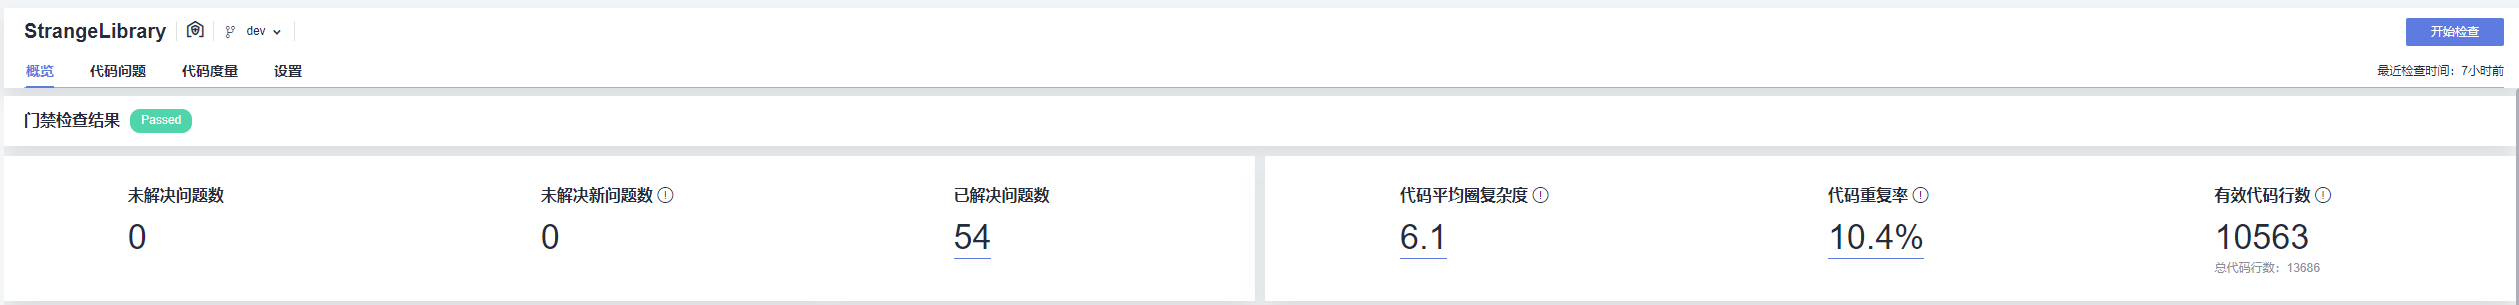 StrangeLibrary dev 开始检查
概览 代码问题 代码度量 设置 最近检查时间：7小时前
门禁检查结果 Passed
未解决问题数 未解决新问题数 已解决问题数 代码平均圈复杂度 代码重复率 有效代码行数
0 0 54 6.1 10.4% 10563
总代码行数：13686